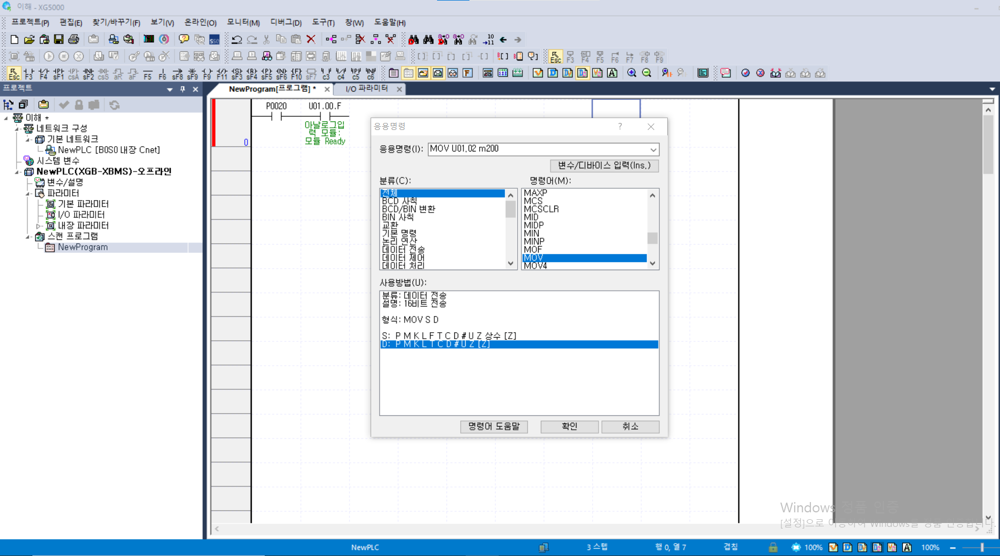 이해 - XG5000
프로젝트(P) 편집(E) 찾기/바꾸기(F) 보기(V) 온라인(O) 모니터(M) 디버그(D) 도구(T) 창(W) 도움말(H)
Esc F3 F4 F5 F6 F7 F8 F9
Esc F3 F4 sF1 csA sF2 csS aR aF F5 F6 sF8 sF9 F9 F11 sF3 sF4 sF5 sF6 F10 sF7 c3 c4 c5 c6
프로젝트
NewProgram[프로그램] *
I/O 파라미터
이해 *
네트워크 구성
기본 네트워크
NewPLC [B0S0 내장 Cnet]
시스템 변수
NewPLC(XGB-XBMS)-오프라인
변수/설명
파라미터
기본 파라미터
I/O 파라미터
내장 파라미터
스캔 프로그램
NewProgram
P0020 U01.00.F
아날로그입
력 모듈:
모듈 Ready
0
응용명령
응용명령(I): MOV U01.02 m200
변수/디바이스 입력(Ins.)
분류(C):
전체
BCD 사칙
BCD/BIN 변환
BIN 사칙
교환
기본 명령
논리 연산
데이터 전송
데이터 제어
데이터 처리
명령어(M):
MAXP
MCS
MCSCLR
MID
MIDP
MIN
MINP
MOF
MOV
MOV4
사용방법(U):
분류: 데이터 전송
설명: 16비트 전송
형식: MOV S D
S: P M K L F T C D # U Z 상수 [Z]
D: P M K L T C D # U Z [Z]
명령어 도움말 확인 취소
Windows 정품 인증
[설정]으로 이동하여 Windows를 정품 인증합니다.
NewPLC 3 스텝 행 0, 열 7 겹침 100% 100%